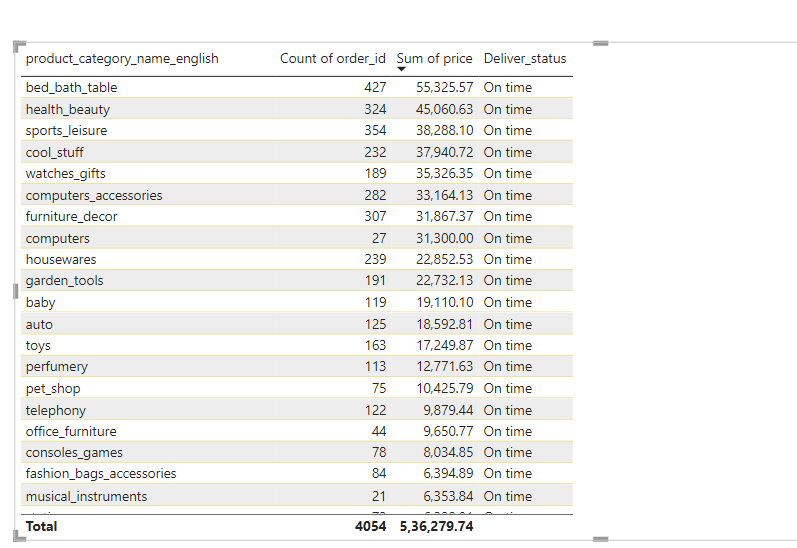 product_category_name_english Count of order_id Sum of price Deliver_status
bed_bath_table 427 55,325.57 On time
health_beauty 324 45,060.63 On time
sports_leisure 354 38,288.10 On time
cool_stuff 232 37,940.72 On time
watches_gifts 189 35,326.35 On time
computers_accessories 282 33,164.13 On time
furniture_decor 307 31,867.37 On time
computers 27 31,300.00 On time
housewares 239 22,852.53 On time
garden_tools 191 22,732.13 On time
baby 119 19,110.10 On time
auto 125 18,592.81 On time
toys 163 17,249.87 On time
perfumery 113 12,771.63 On time
pet_shop 75 10,425.79 On time
telephony 122 9,879.44 On time
office_furniture 44 9,650.77 On time
consoles_games 78 8,034.85 On time
fashion_bags_accessories 84 6,394.89 On time
musical_instruments 21 6,353.84 On time
Total 4054 5,36,279.74